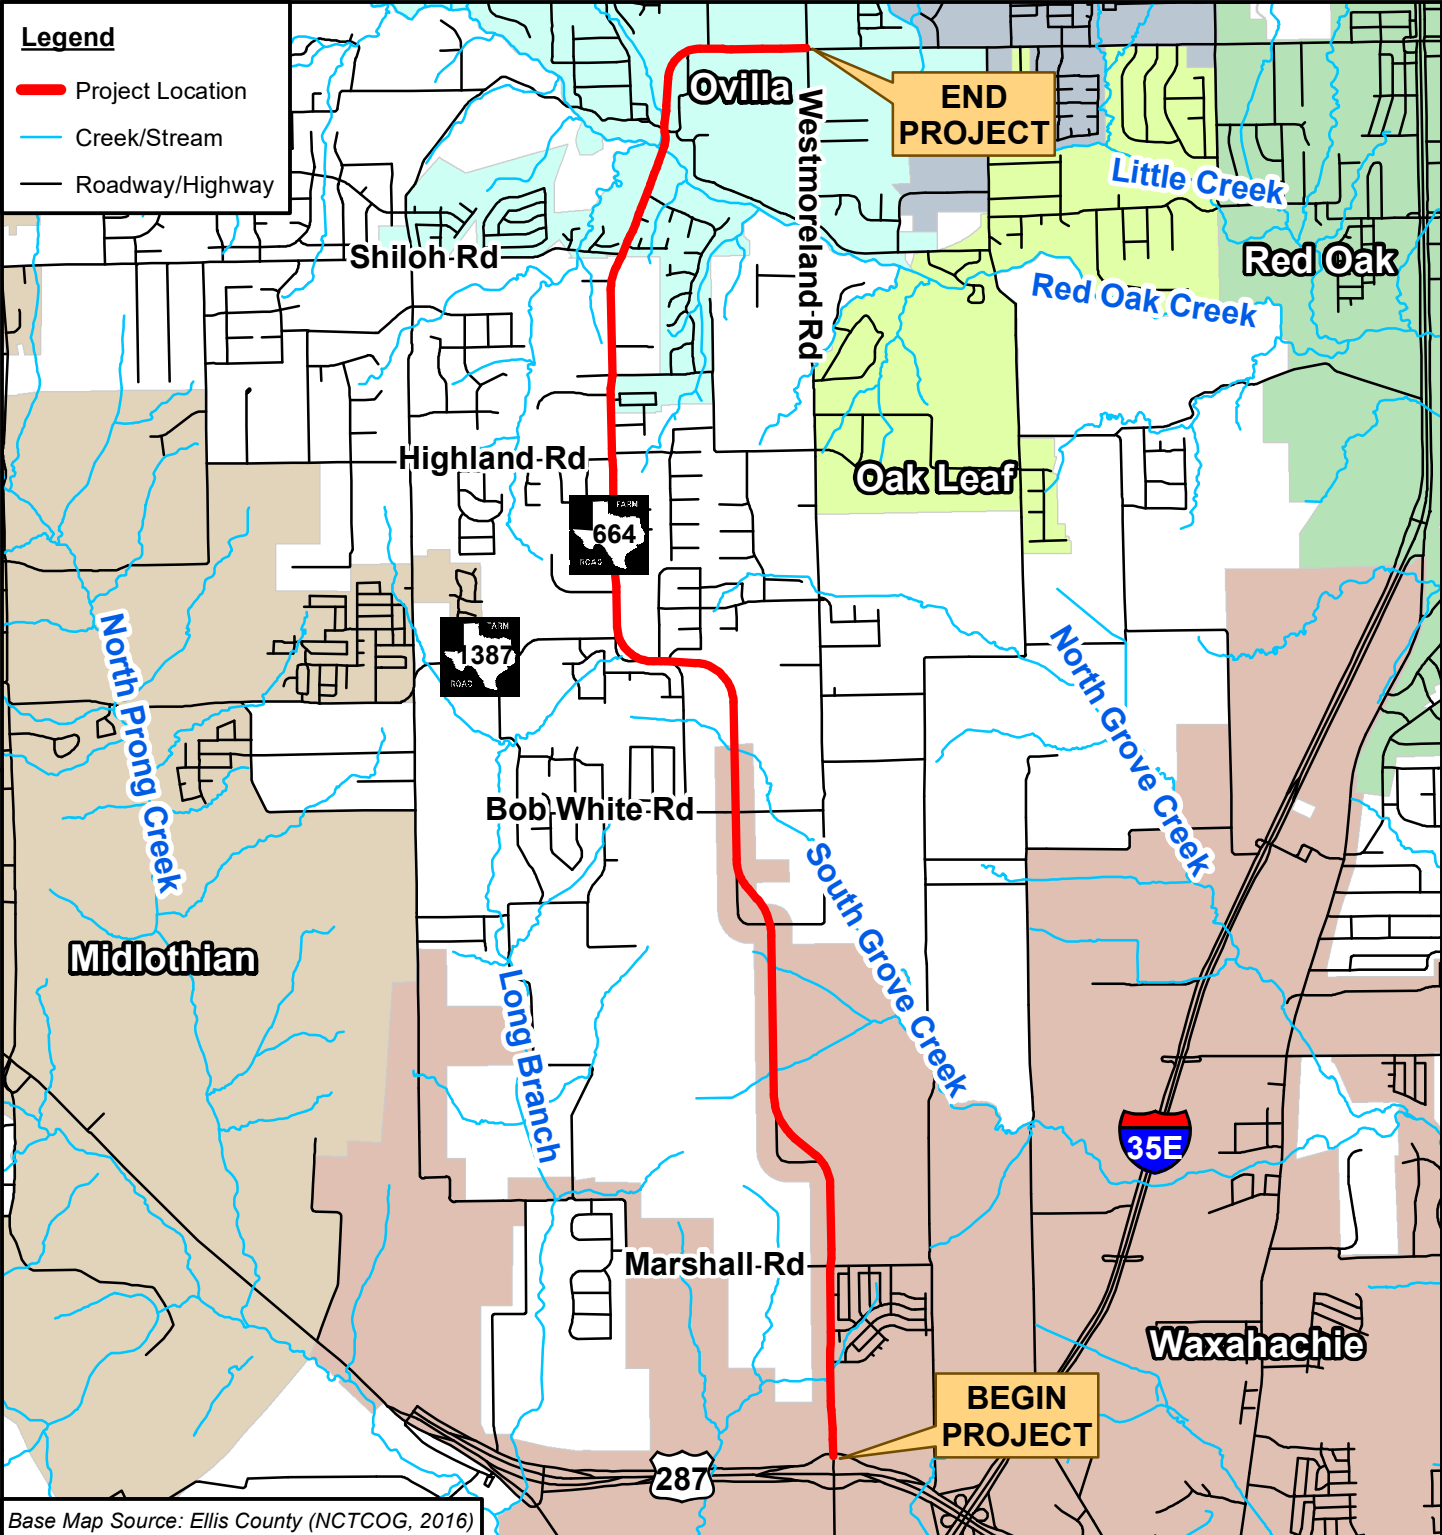 Legend
Project Location
Creek/Stream
Roadway/Highway
Ovilla
END
PROJECT
Westmoreland Rd
Little Creek
Red Oak
Shiloh Rd
Red Oak Creek
Highland Rd
Oak Leaf
FARM
664
ROAD
FARM
1387
ROAD
North Prong Creek
North Grove Creek
Bob White Rd
South Grove Creek
Midlothian
Long Branch
35E
Marshall Rd
Waxahachie
BEGIN
PROJECT
287
Base Map Source: Ellis County (NCTCOG, 2016)